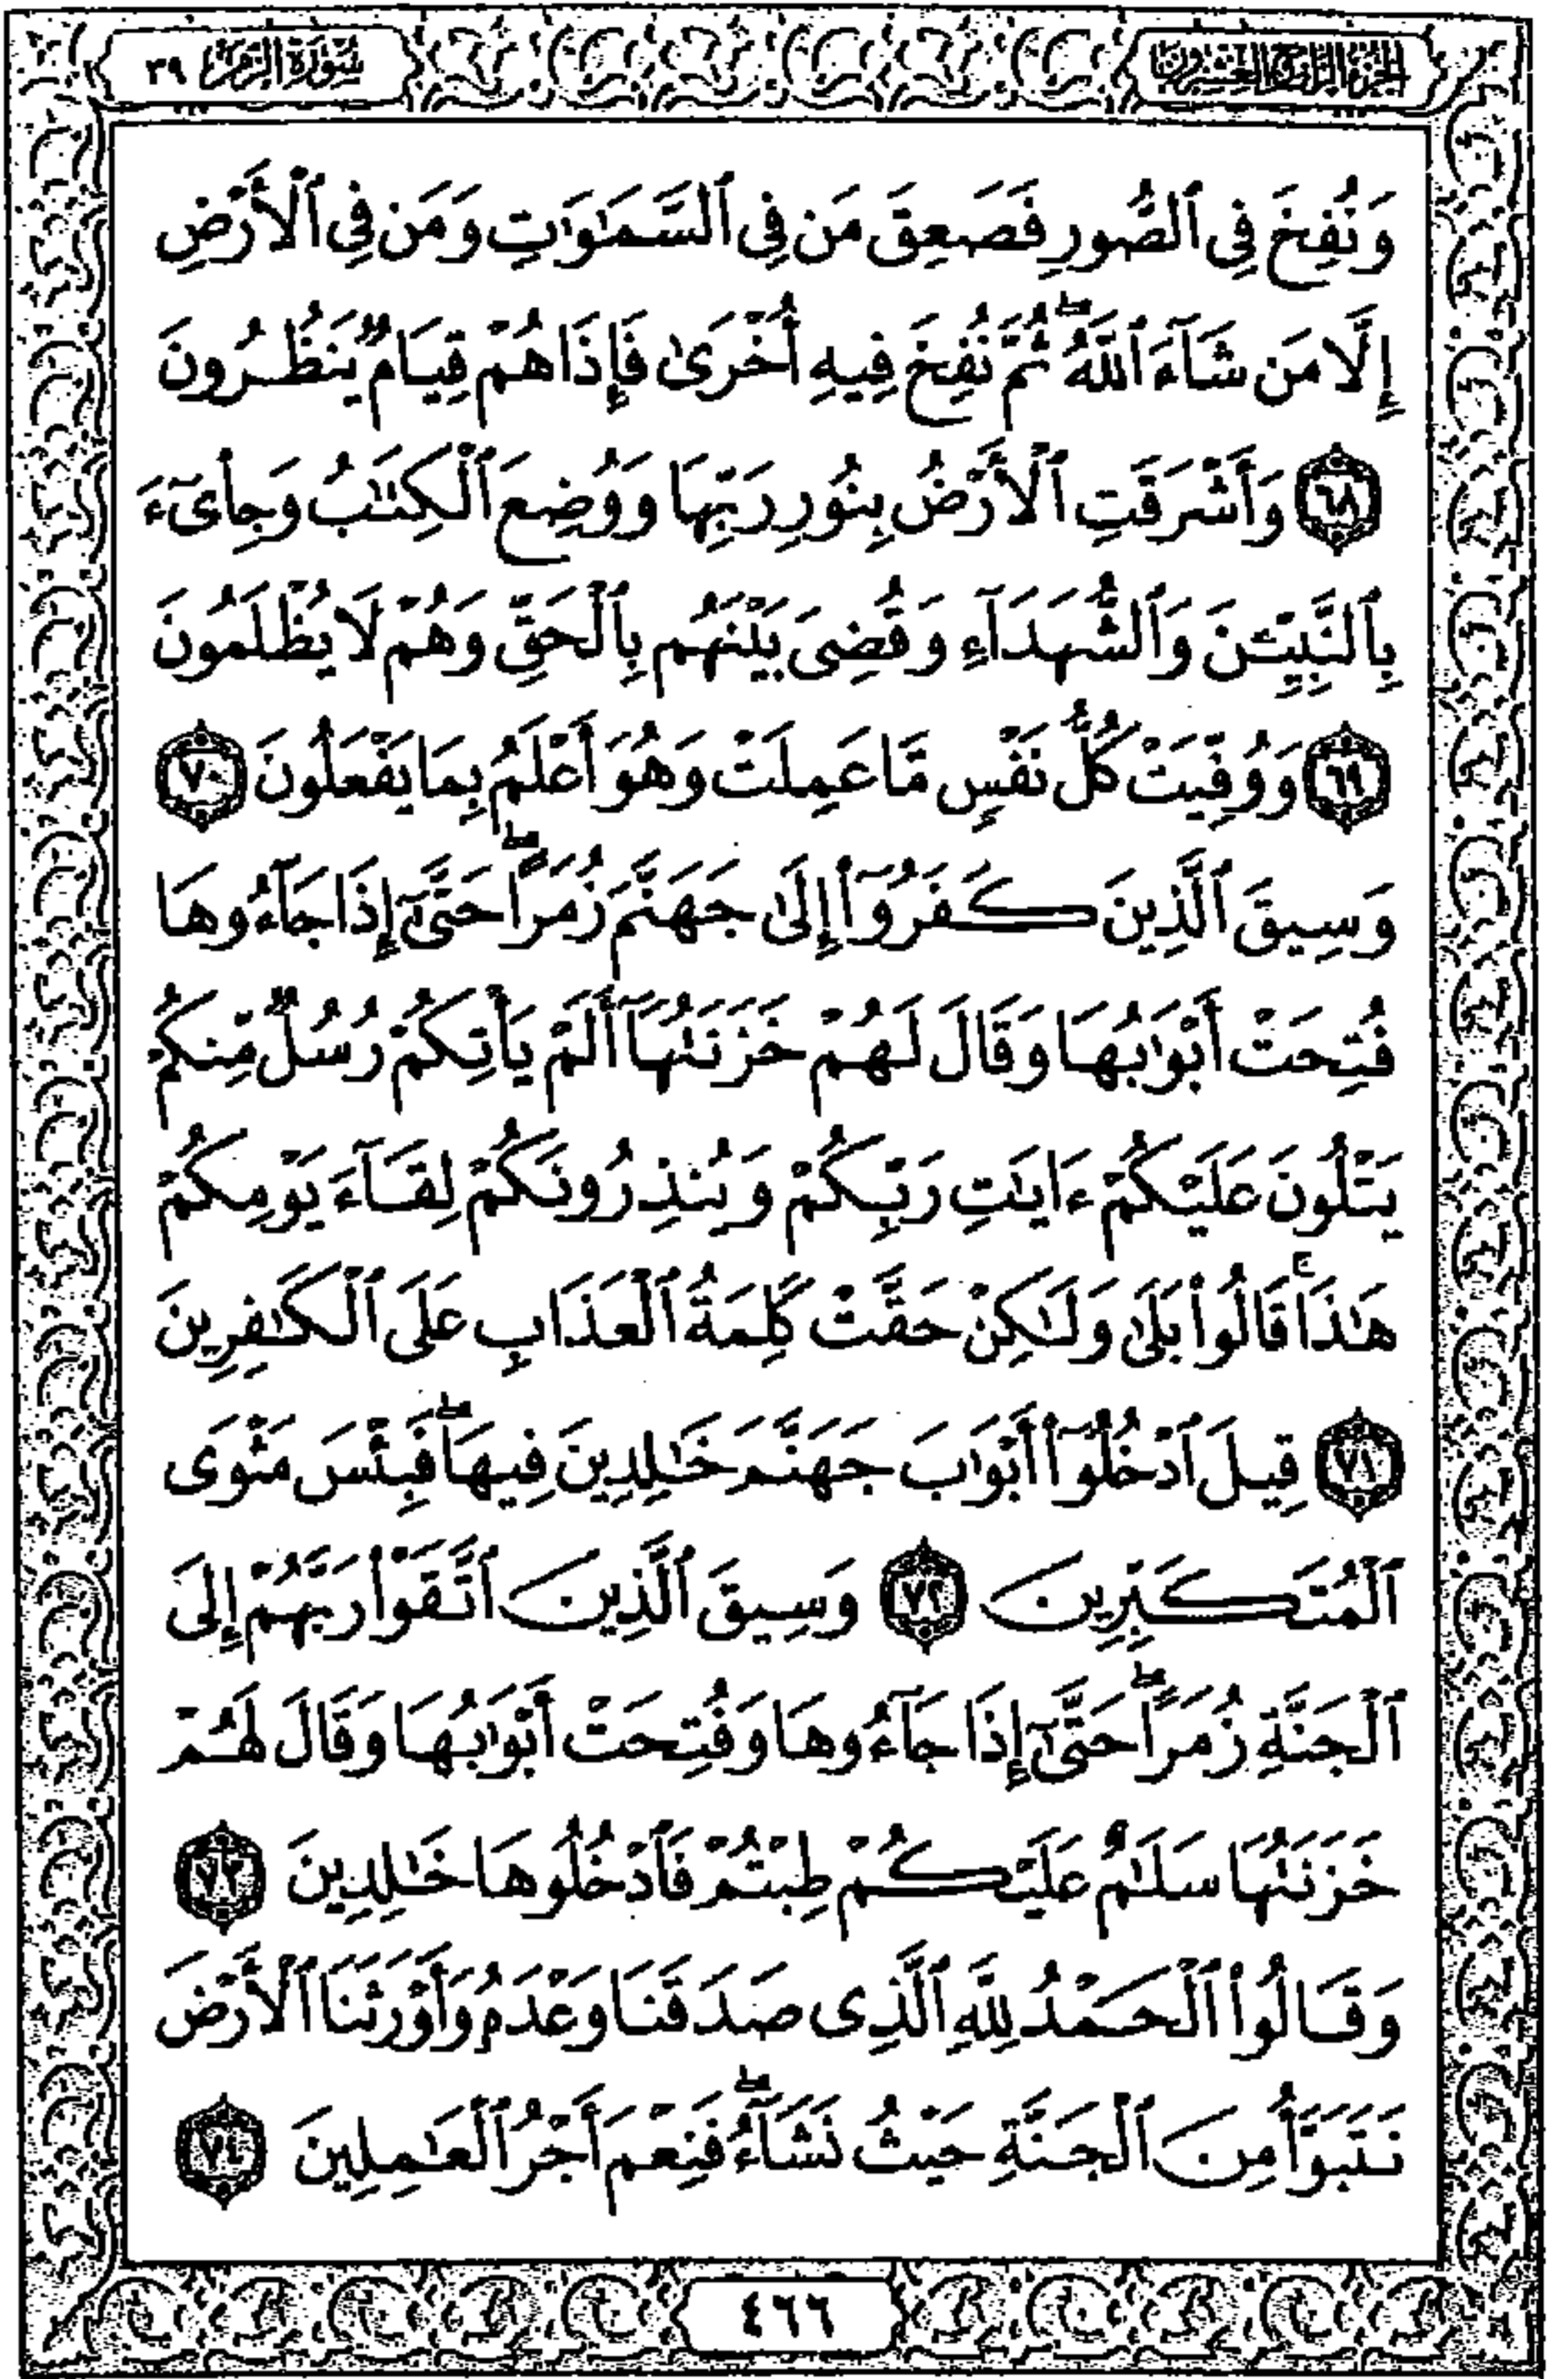 الجزء الرابع والعشرون
سورة الزمر ٣٩
وَنُفِخَ فِى ٱلصُّورِ فَصَعِقَ مَن فِى ٱلسَّمَٰوَٰتِ وَمَن فِى ٱلْأَرْضِ
إِلَّا مَن شَآءَ ٱللَّهُ ۖ ثُمَّ نُفِخَ فِيهِ أُخْرَىٰ فَإِذَا هُمْ قِيَامٌ يَنظُرُونَ
٦٨ وَأَشْرَقَتِ ٱلْأَرْضُ بِنُورِ رَبِّهَا وَوُضِعَ ٱلْكِتَٰبُ وَجِا۟ىٓءَ
بِٱلنَّبِيِّۦنَ وَٱلشُّهَدَآءِ وَقُضِىَ بَيْنَهُم بِٱلْحَقِّ وَهُمْ لَا يُظْلَمُونَ
٦٩ وَوُفِّيَتْ كُلُّ نَفْسٍ مَّا عَمِلَتْ وَهُوَ أَعْلَمُ بِمَا يَفْعَلُونَ ٧٠
وَسِيقَ ٱلَّذِينَ كَفَرُوٓا۟ إِلَىٰ جَهَنَّمَ زُمَرًا ۖ حَتَّىٰٓ إِذَا جَآءُوهَا
فُتِحَتْ أَبْوَٰبُهَا وَقَالَ لَهُمْ خَزَنَتُهَآ أَلَمْ يَأْتِكُمْ رُسُلٌ مِّنكُمْ
يَتْلُونَ عَلَيْكُمْ ءَايَٰتِ رَبِّكُمْ وَيُنذِرُونَكُمْ لِقَآءَ يَوْمِكُمْ
هَٰذَا ۚ قَالُوا۟ بَلَىٰ وَلَٰكِنْ حَقَّتْ كَلِمَةُ ٱلْعَذَابِ عَلَى ٱلْكَٰفِرِينَ
٧١ قِيلَ ٱدْخُلُوٓا۟ أَبْوَٰبَ جَهَنَّمَ خَٰلِدِينَ فِيهَا ۖ فَبِئْسَ مَثْوَى
ٱلْمُتَكَبِّرِينَ ٧٢ وَسِيقَ ٱلَّذِينَ ٱتَّقَوْا۟ رَبَّهُمْ إِلَى
ٱلْجَنَّةِ زُمَرًا ۖ حَتَّىٰٓ إِذَا جَآءُوهَا وَفُتِحَتْ أَبْوَٰبُهَا وَقَالَ لَهُمْ
خَزَنَتُهَا سَلَٰمٌ عَلَيْكُمْ طِبْتُمْ فَٱدْخُلُوهَا خَٰلِدِينَ ٧٣
وَقَالُوا۟ ٱلْحَمْدُ لِلَّهِ ٱلَّذِى صَدَقَنَا وَعْدَهُۥ وَأَوْرَثَنَا ٱلْأَرْضَ
نَتَبَوَّأُ مِنَ ٱلْجَنَّةِ حَيْثُ نَشَآءُ ۖ فَنِعْمَ أَجْرُ ٱلْعَٰمِلِينَ ٧٤
٤٦٦